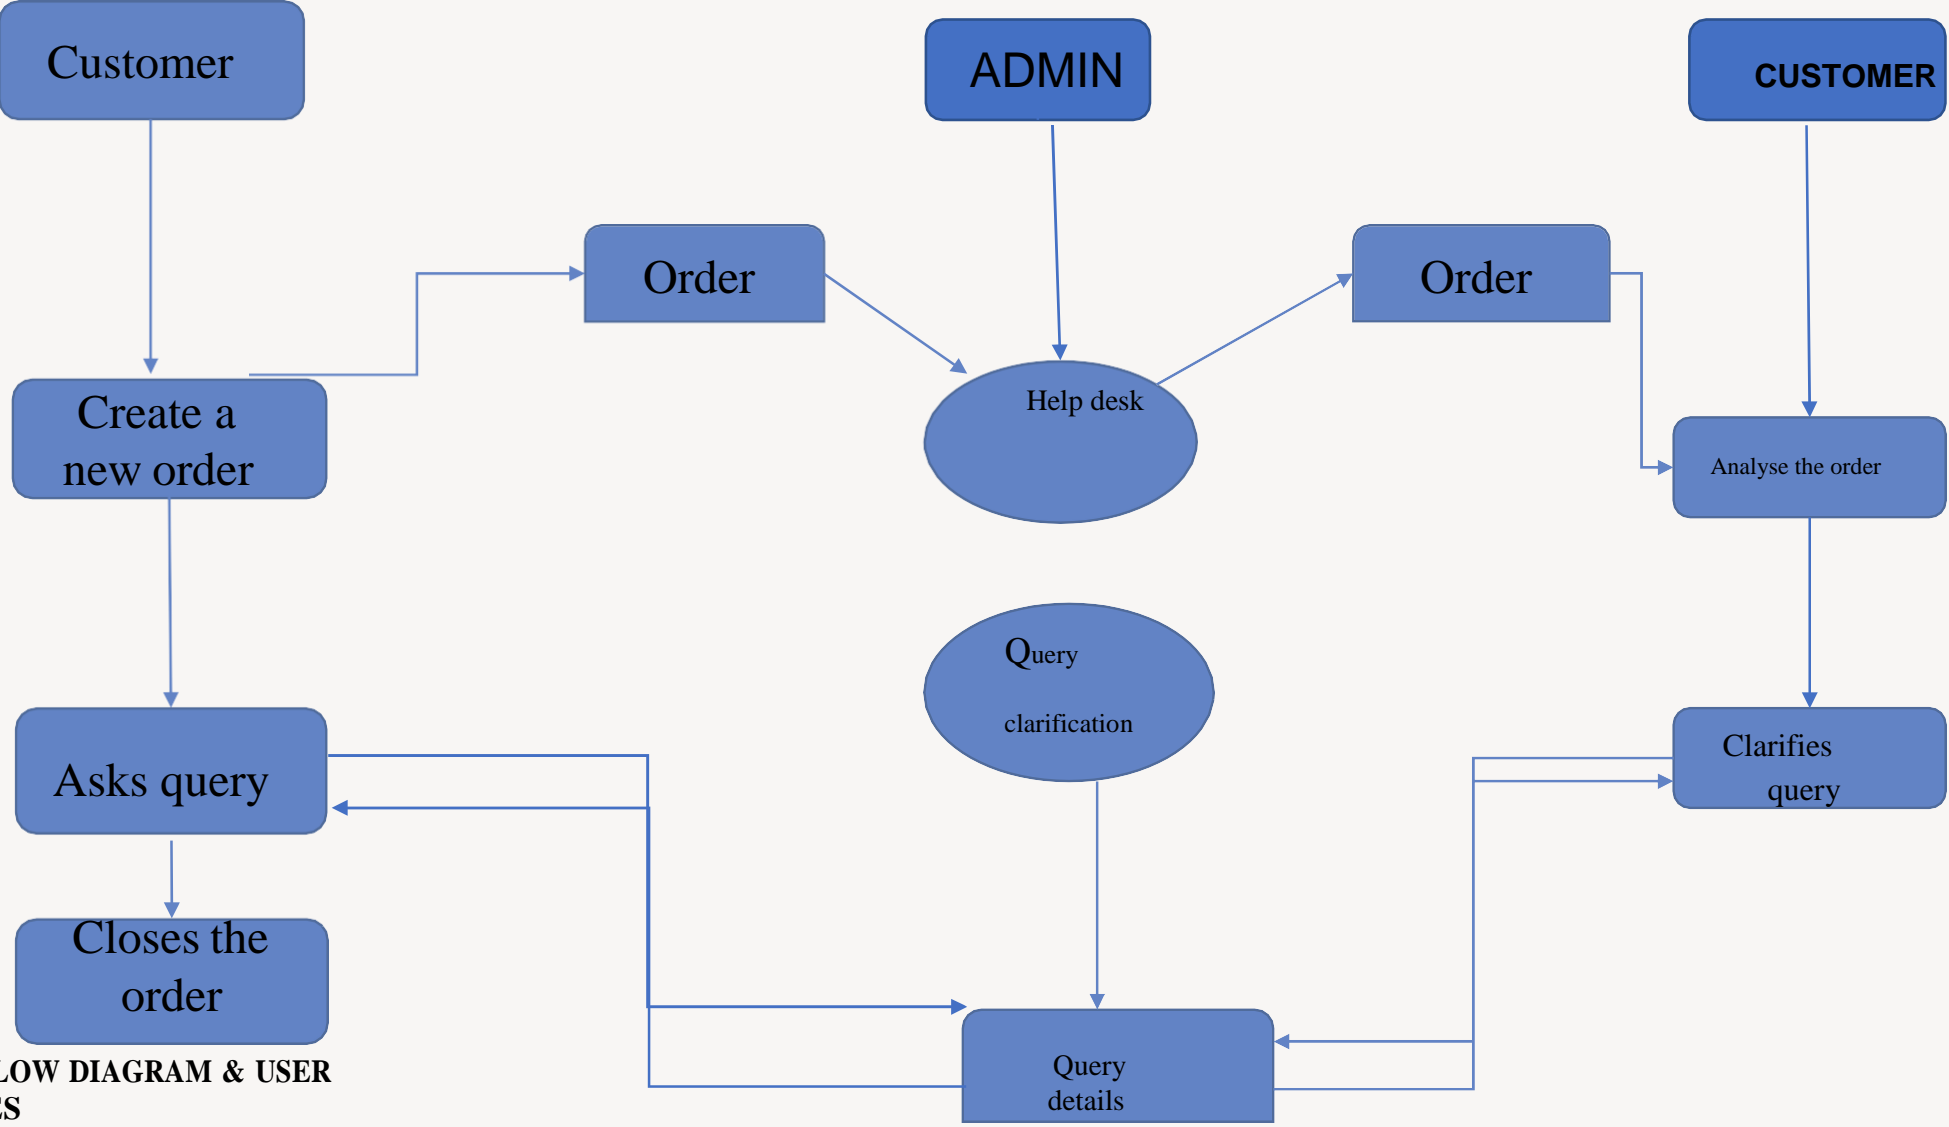 Customer
ADMIN
CUSTOMER
Order
Order
Create a
new order
Help desk
Analyse the order
Query
clarification
Asks query
Clarifies
query
Closes the
order
Query
details
LOW DIAGRAM & USER
ES